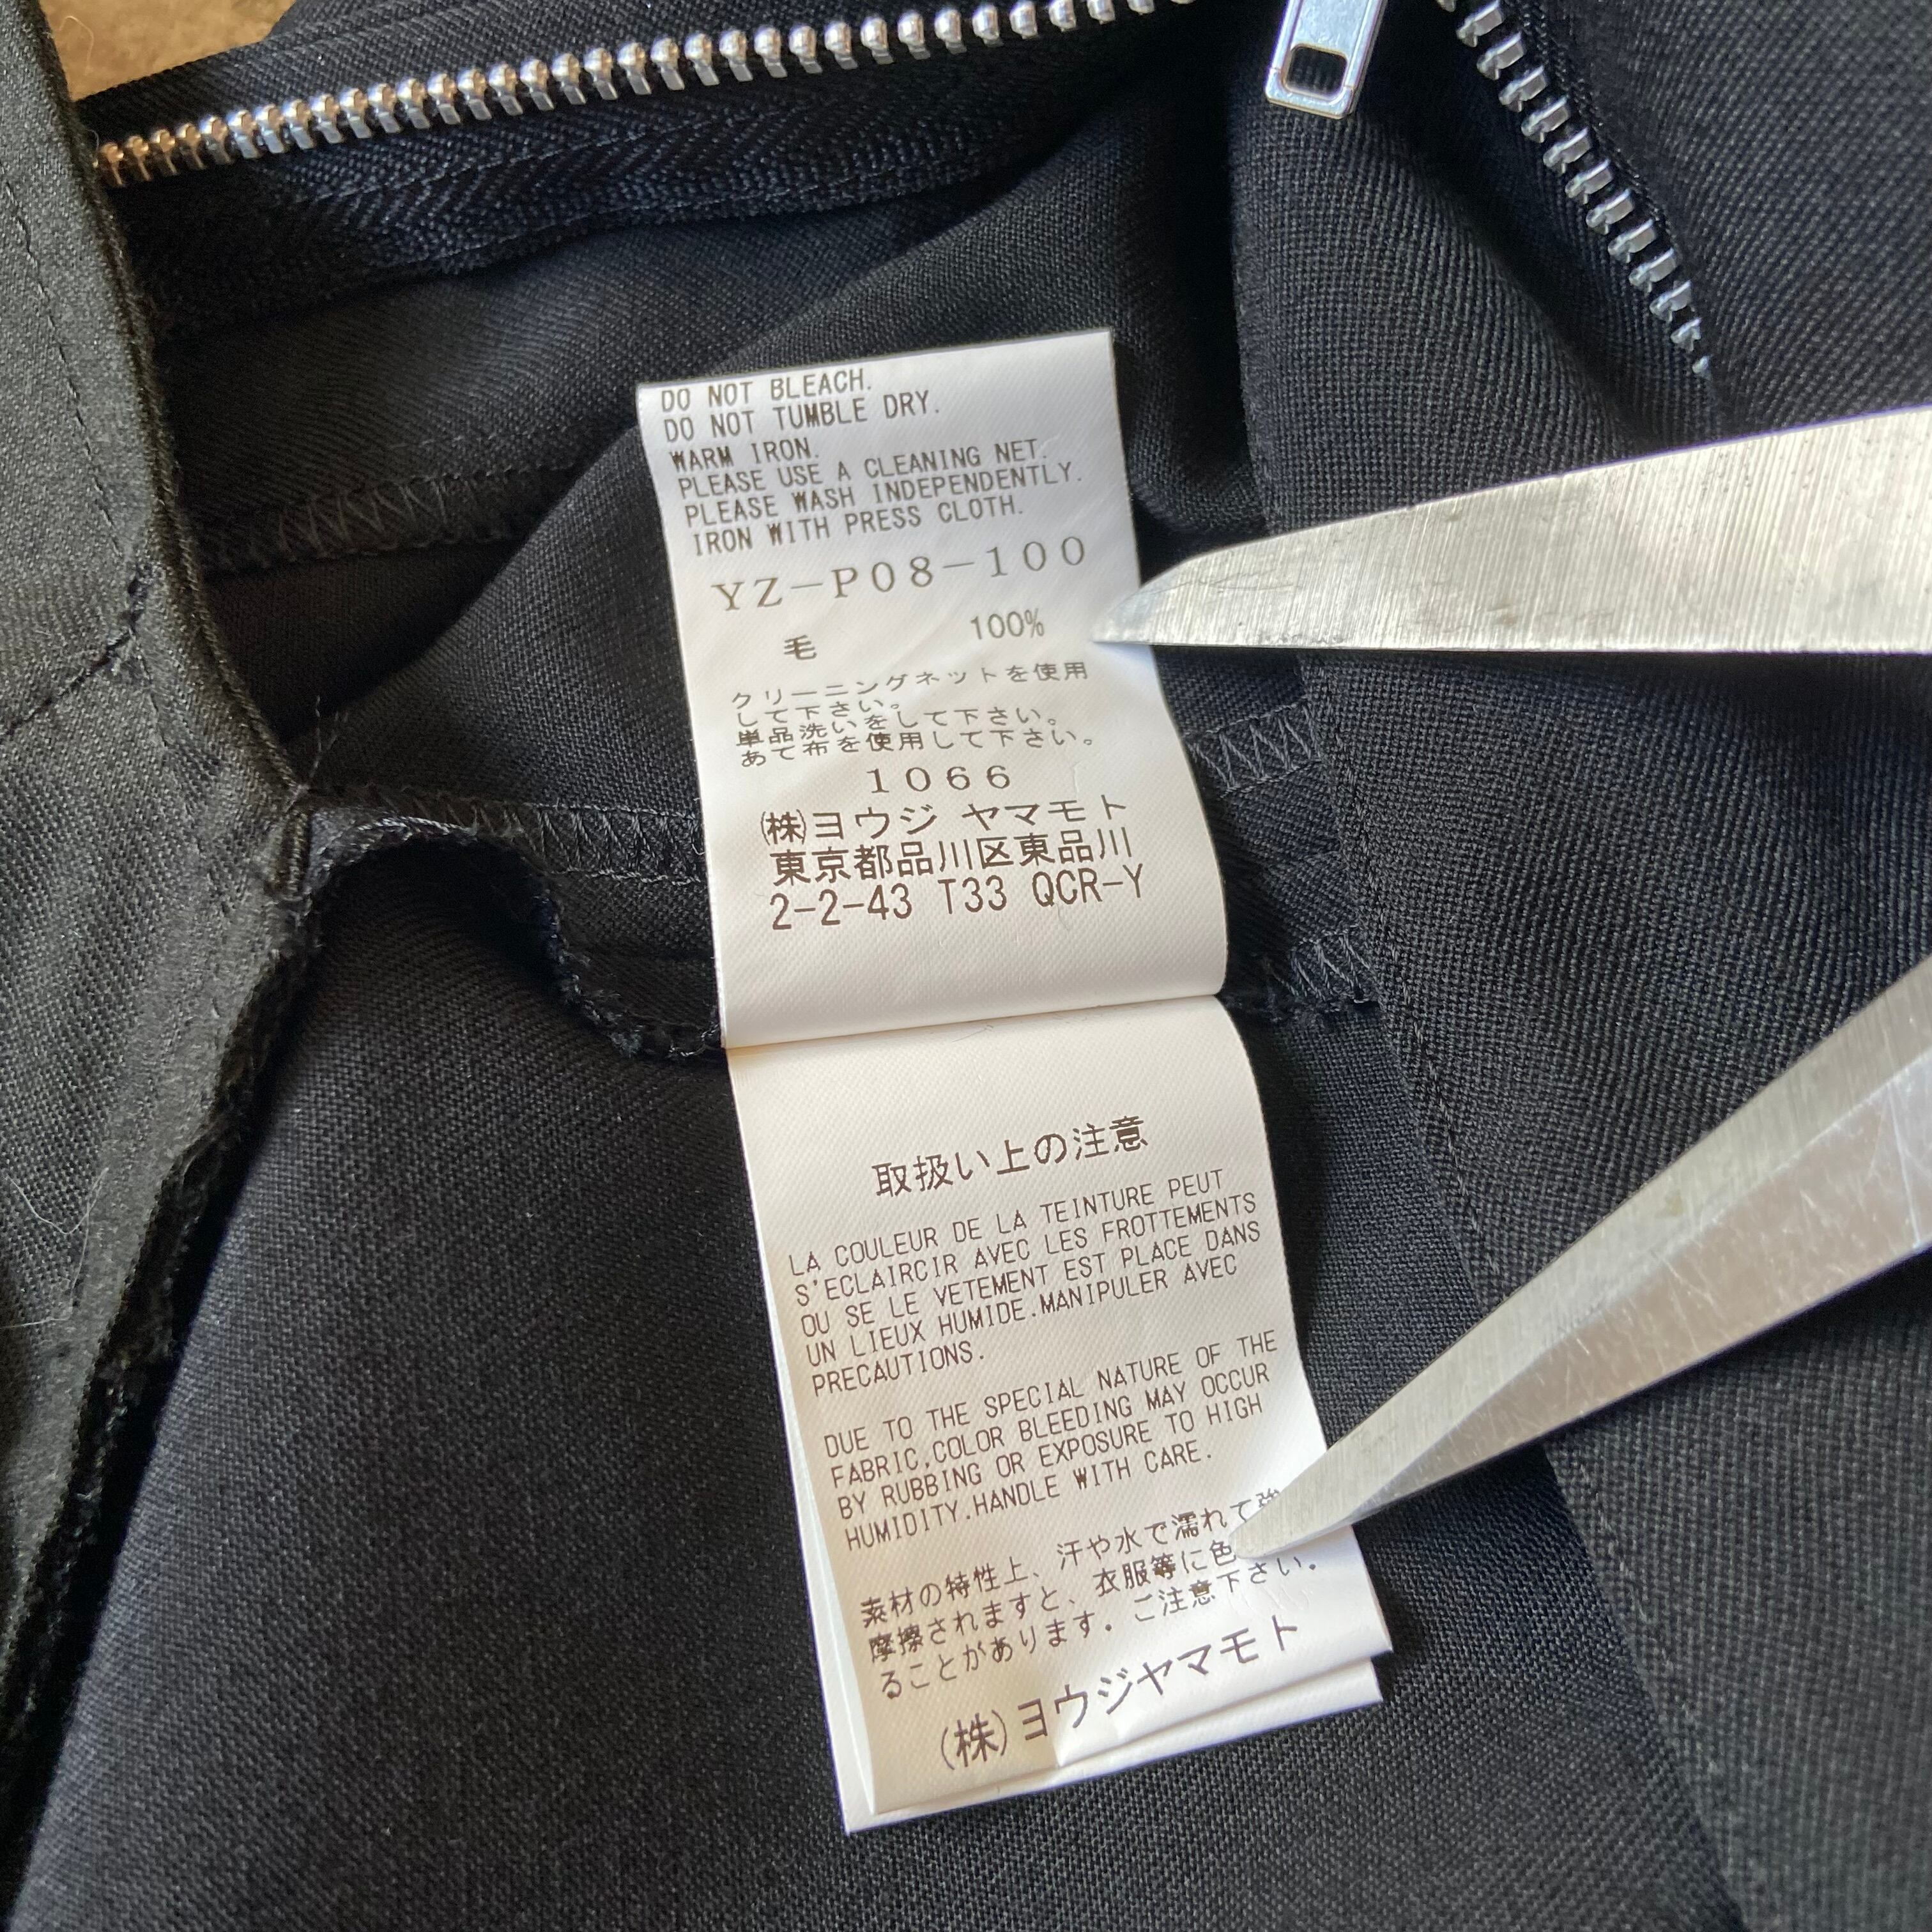 DO NOT BLEACH.
DO NOT TUMBLE DRY.
WARM IRON.
PLEASE USE A CLEANING NET.
PLEASE WASH INDEPENDENTLY.
IRON WITH PRESS CLOTH.
YZ-P08-100
毛 100%
クリーニングネットを使用
して下さい。
単品洗いをして下さい。
あて布を使用して下さい。
1066
㈱ヨウジ ヤマモト
東京都品川区東品川
2-2-43 T33 QCR-Y
取扱い上の注意
LA COULEUR DE LA TEINTURE PEUT
S'ECLAIRCIR AVEC LES FROTTEMENTS
OU SE LE VETEMENT EST PLACE DANS
UN LIEUX HUMIDE.MANIPULER AVEC
PRECAUTIONS.
DUE TO THE SPECIAL NATURE OF THE
FABRIC,COLOR BLEEDING MAY OCCUR
BY RUBBING OR EXPOSURE TO HIGH
HUMIDITY.HANDLE WITH CARE.
素材の特性上、汗や水で濡れて
摩擦されますと、衣服等に色
ることがあります。ご注意下さい。
(株)ヨウジヤマモト